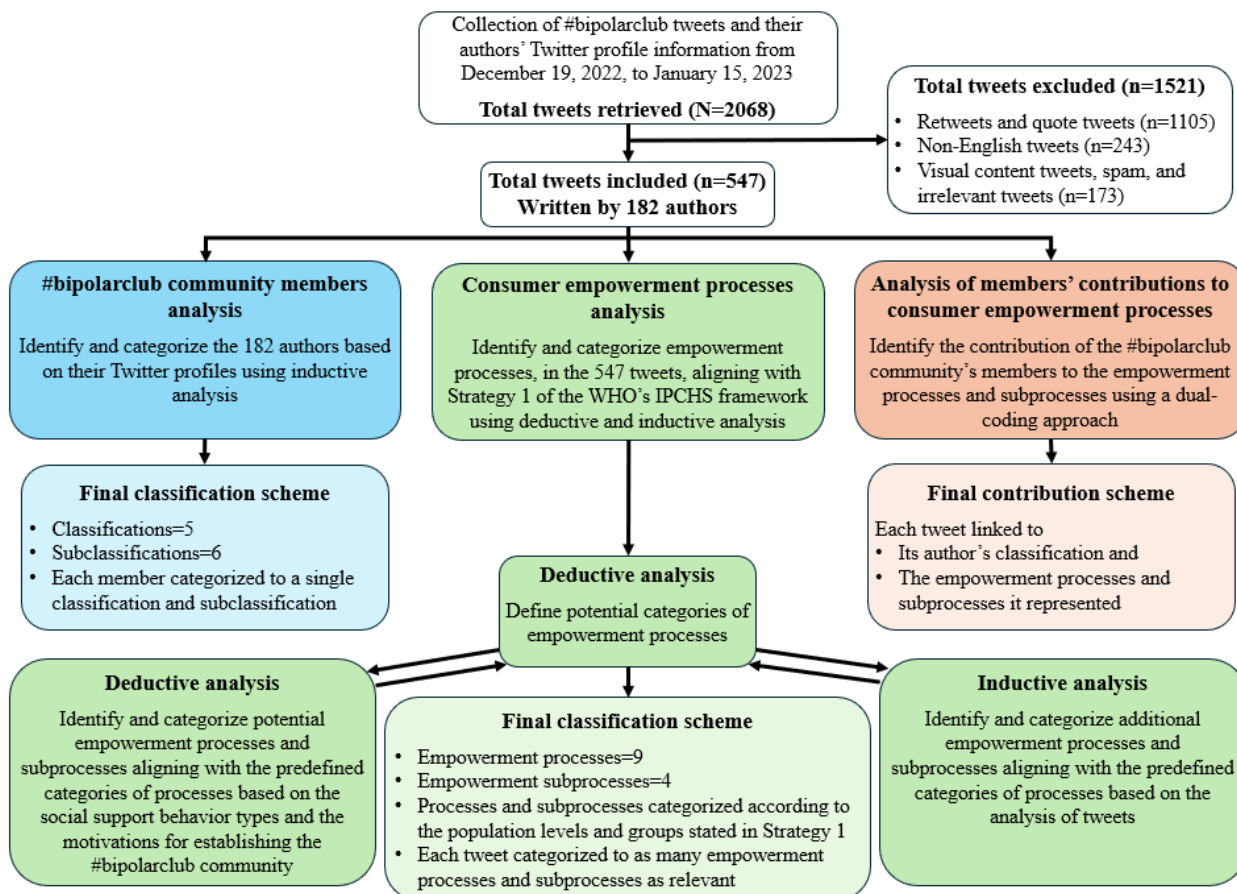 Collection of #bipolarclub tweets and their
authors' Twitter profile information from
December 19, 2022, to January 15, 2023
Total tweets retrieved (N=2068)
Total tweets excluded (n=1521)
• Retweets and quote tweets (n=1105)
• Non-English tweets (n=243)
• Visual content tweets, spam, and
irrelevant tweets (n=173)
Total tweets included (n=547)
Written by 182 authors
#bipolarclub community members
analysis
Identify and categorize the 182 authors based
on their Twitter profiles using inductive
analysis
Consumer empowerment processes
analysis
Identify and categorize empowerment
processes, in the 547 tweets, aligning with
Strategy 1 of the WHO's IPCHS framework
using deductive and inductive analysis
Analysis of members' contributions to
consumer empowerment processes
Identify the contribution of the #bipolarclub
community's members to the empowerment
processes and subprocesses using a dual-
coding approach
Final classification scheme
• Classifications=5
• Subclassifications=6
• Each member categorized to a single
classification and subclassification
Final contribution scheme
Each tweet linked to
• Its author's classification and
• The empowerment processes and
subprocesses it represented
Deductive analysis
Define potential categories of
empowerment processes
Deductive analysis
Identify and categorize potential
empowerment processes and
subprocesses aligning with the predefined
categories of processes based on the
social support behavior types and the
motivations for establishing the
#bipolarclub community
Final classification scheme
• Empowerment processes=9
• Empowerment subprocesses=4
• Processes and subprocesses categorized according to
the population levels and groups stated in Strategy 1
• Each tweet categorized to as many empowerment
processes and subprocesses as relevant
Inductive analysis
Identify and categorize additional
empowerment processes and
subprocesses aligning with the predefined
categories of processes based on the
analysis of tweets